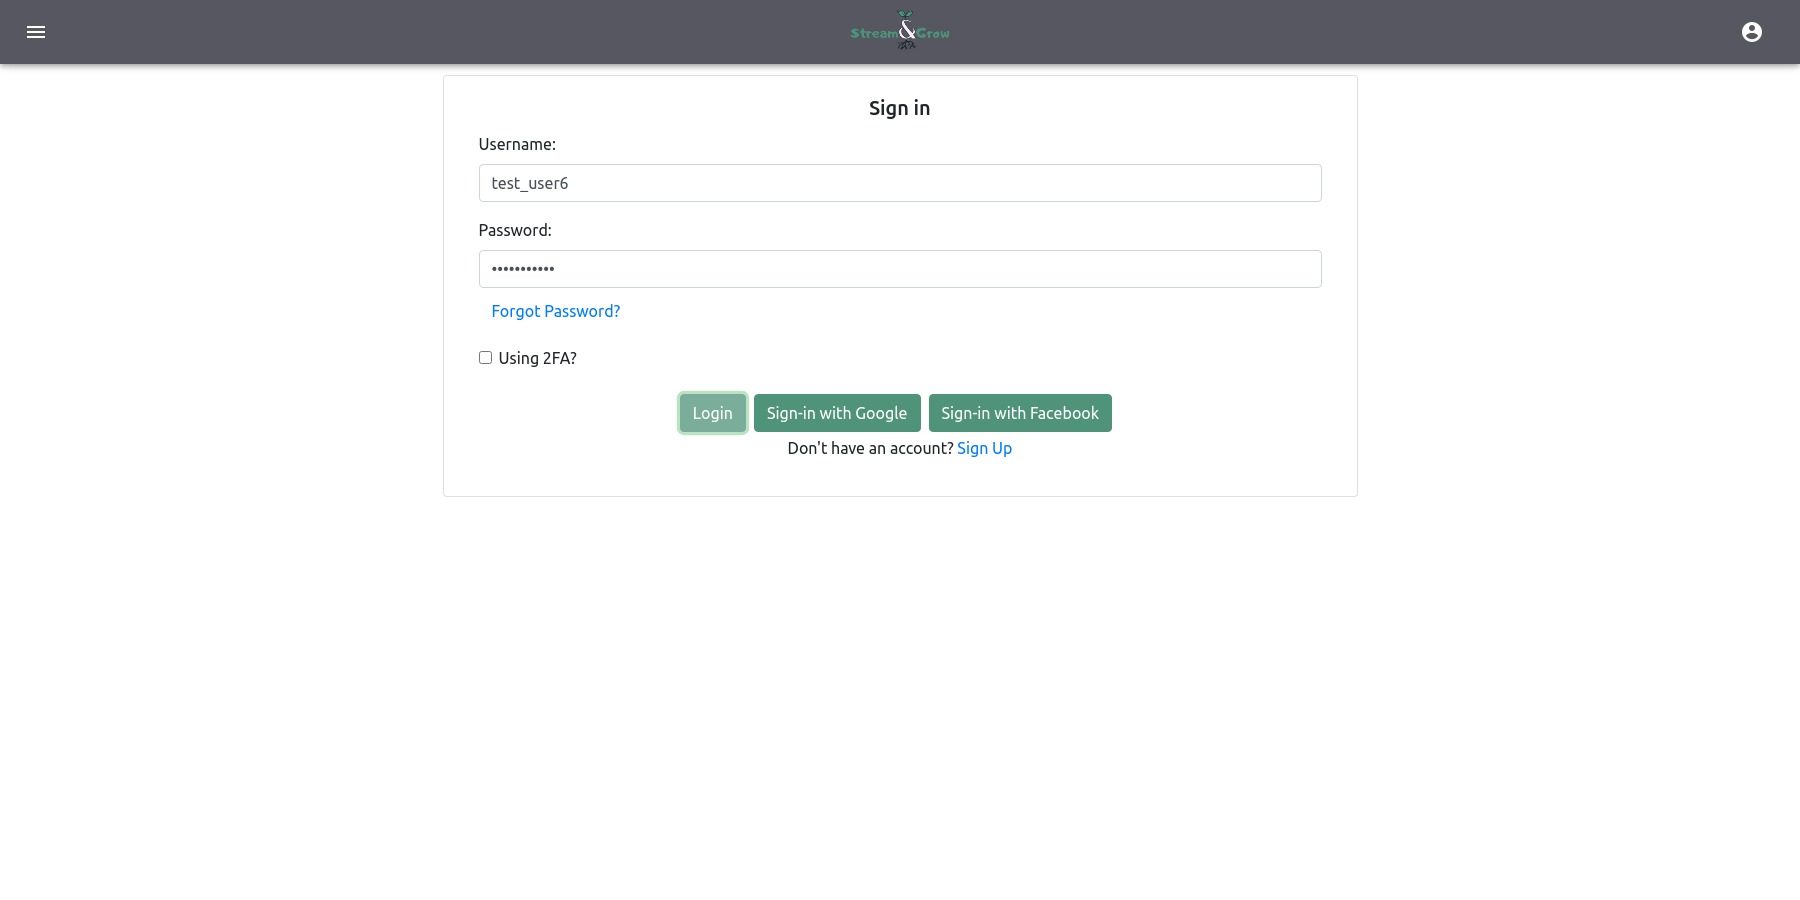 Stream&Grow
Sign in
Username:
test_user6
Password:
•••••••••••
Forgot Password?
Using 2FA?
Login Sign-in with Google Sign-in with Facebook
Don't have an account? Sign Up